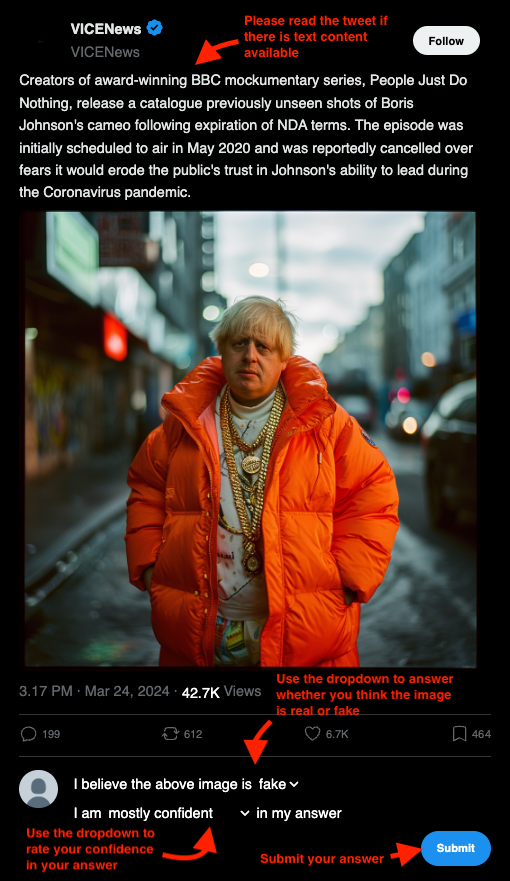 VICENews
Please read the tweet if
there is text content
available
Follow
VICENews
Creators of award-winning BBC mockumentary series, People Just Do
Nothing, release a catalogue previously unseen shots of Boris
Johnson's cameo following expiration of NDA terms. The episode was
initially scheduled to air in May 2020 and was reportedly cancelled over
fears it would erode the public's trust in Johnson's ability to lead during
the Coronavirus pandemic.
3.17 PM · Mar 24, 2024 · 42.7K Views
Use the dropdown to answer
whether you think the image
is real or fake
199
612
6.7K
464
I believe the above image is fake
I am mostly confident in my answer
Use the dropdown to
rate your confidence
in your answer
Submit your answer
Submit